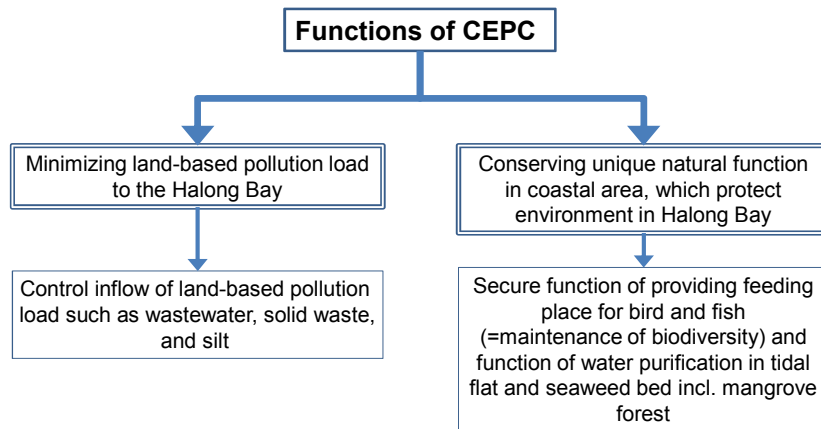 Functions of CEPC
Minimizing land-based pollution load
to the Halong Bay
Conserving unique natural function
in coastal area, which protect
environment in Halong Bay
Control inflow of land-based pollution
load such as wastewater, solid waste,
and silt
Secure function of providing feeding
place for bird and fish
(=maintenance of biodiversity) and
function of water purification in tidal
flat and seaweed bed incl. mangrove
forest